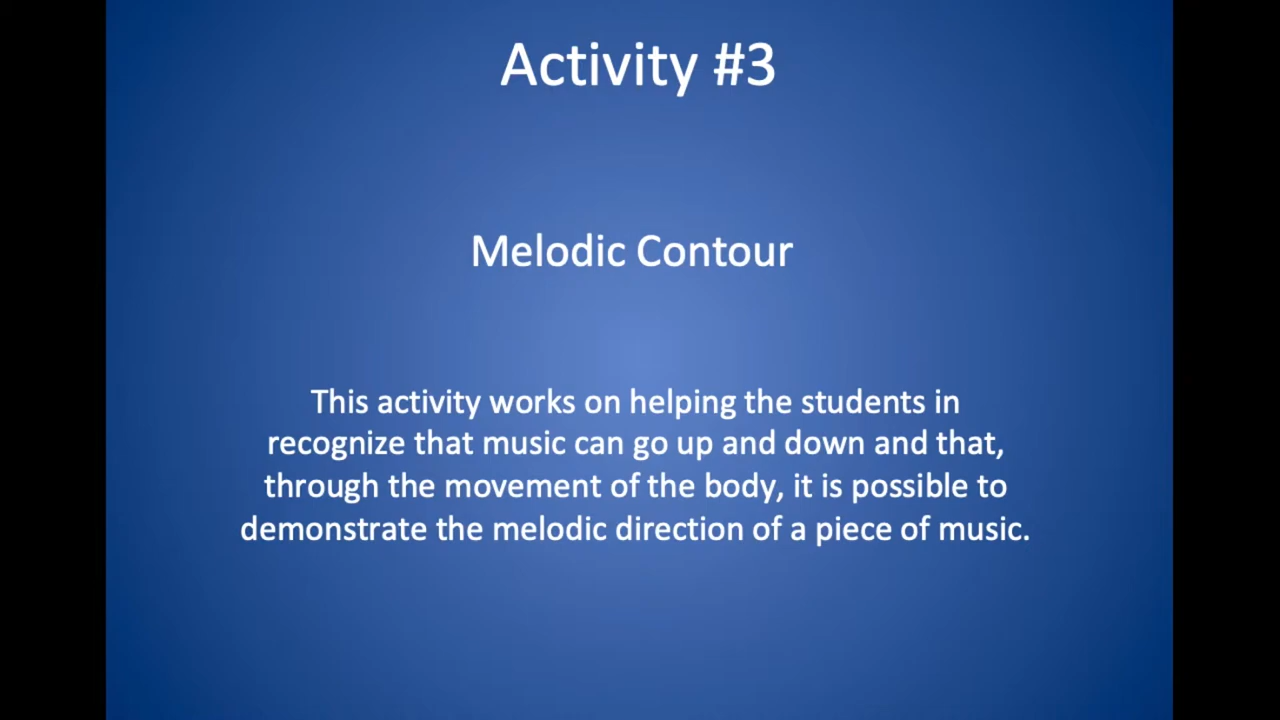 Activity #3
Melodic Contour
This activity works on helping the students in
recognize that music can go up and down and that,
through the movement of the body, it is possible to
demonstrate the melodic direction of a piece of music.